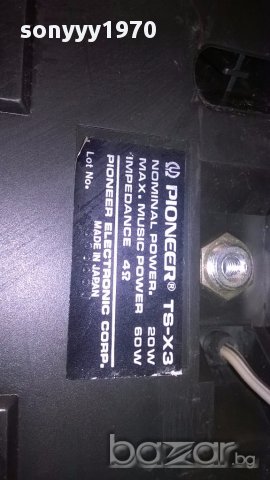 sonyyy1970
PIONEER® TS-X3
NOMINAL POWER. 20W
MAX. MUSIC POWER 60W
IMPEDANCE 4Ω
PIONEER ELECTRONIC CORP.
MADE IN JAPAN
Lot No.
bazar.бг